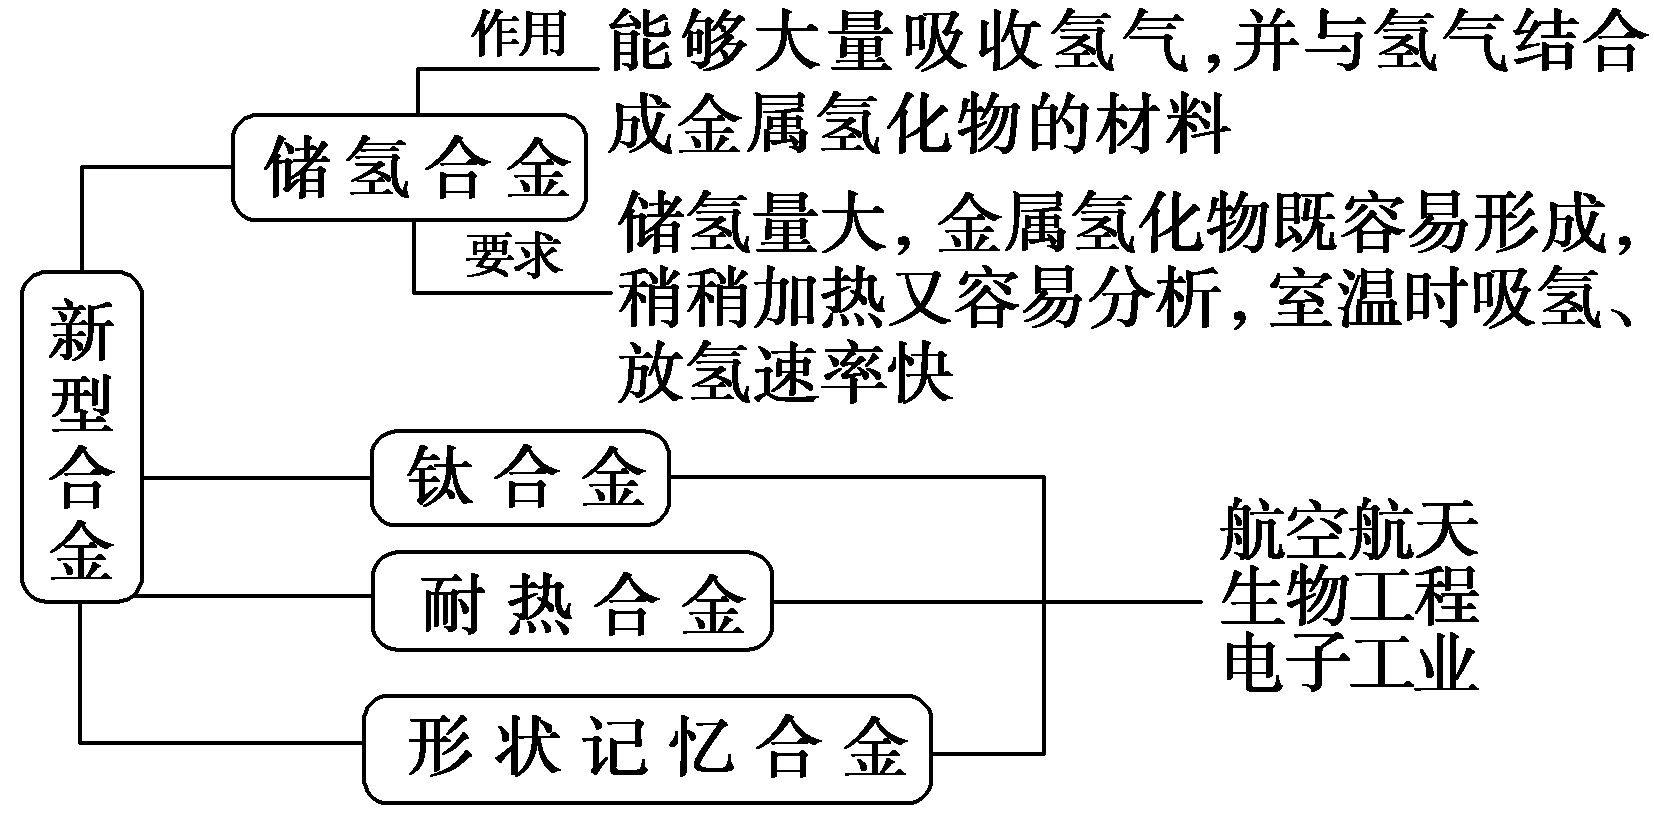 作用
能够大量吸收氢气,并与氢气结合
成金属氢化物的材料
储氢合金
储氢量大,金属氢化物既容易形成,
要求
稍稍加热又容易分析,室温时吸氢、
放氢速率快
新型合金
钛合金
航空航天
耐热合金
生物工程
电子工业
形状记忆合金